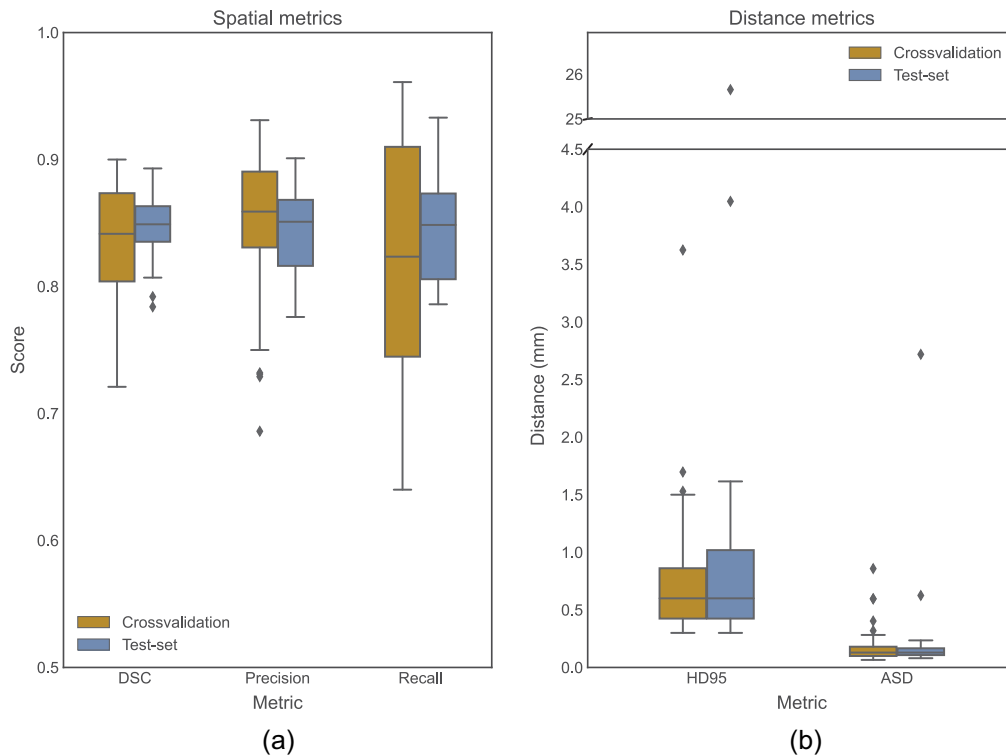 Spatial metrics
1.0
0.9
0.8
0.7
0.6
0.5
Score
Crossvalidation
Test-set
DSC Precision Recall
Metric
(a)
Distance metrics
26
25
4.5
4.0
3.5
3.0
2.5
2.0
1.5
1.0
0.5
0.0
Distance (mm)
Crossvalidation
Test-set
HD95 ASD
Metric
(b)